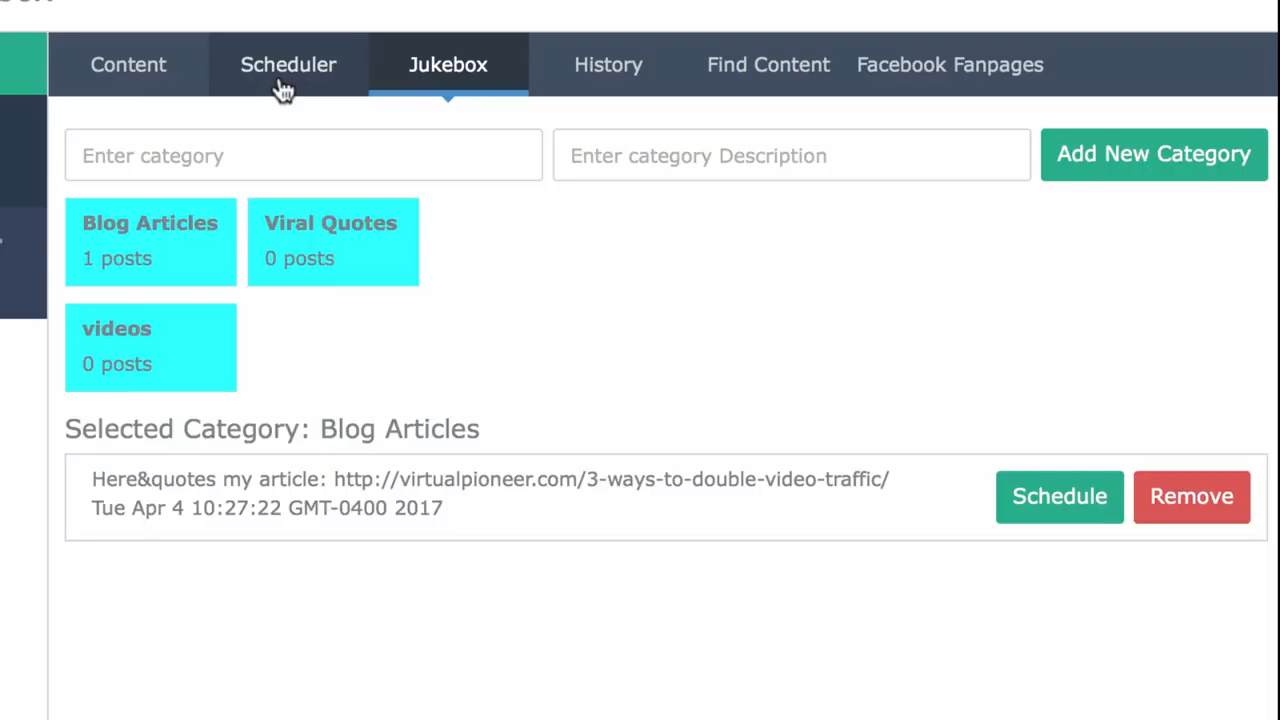 Content Scheduler Jukebox History Find Content Facebook Fanpages
Enter category Enter category Description Add New Category
Blog Articles Viral Quotes
1 posts 0 posts
videos
0 posts
Selected Category: Blog Articles
Here&quotes my article: http://virtualpioneer.com/3-ways-to-double-video-traffic/
Tue Apr 4 10:27:22 GMT-0400 2017
Schedule Remove